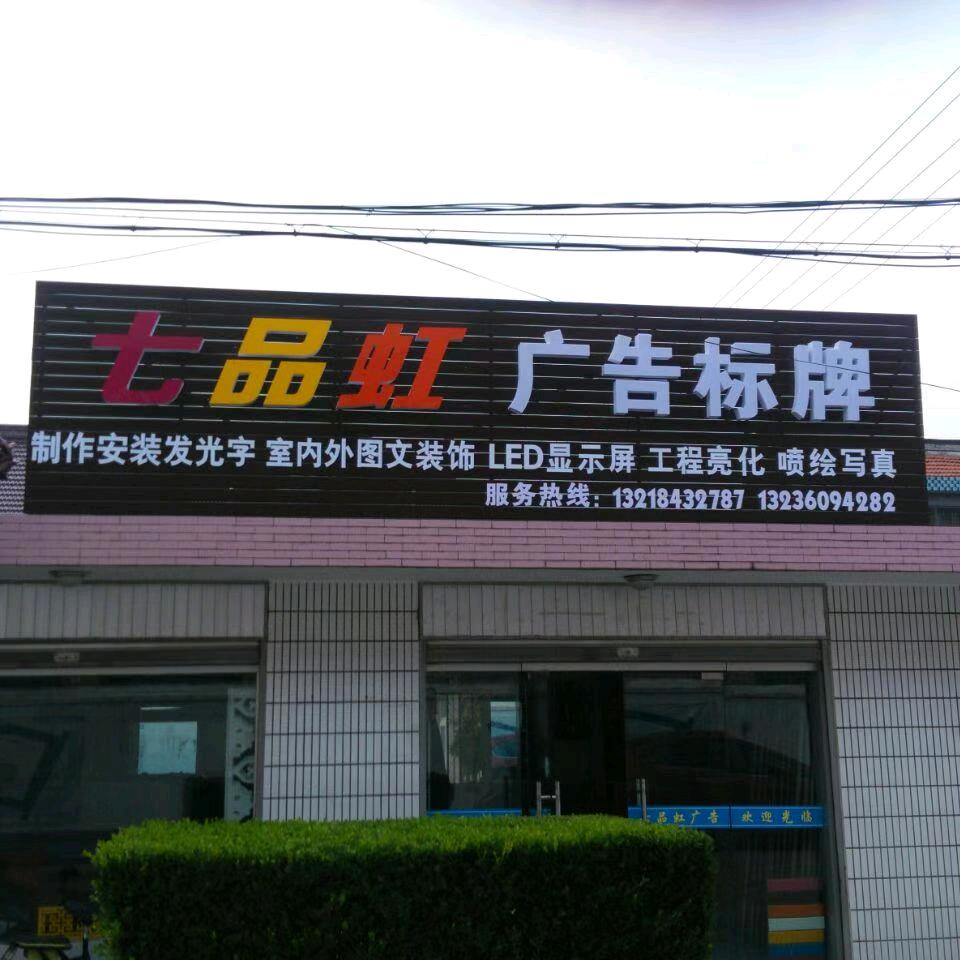 七品虹 广告标牌
制作安装发光字 室内外图文装饰 LED显示屏 工程亮化 喷绘写真
服务热线：13218432787 13236094282
七品虹广告 欢迎光临